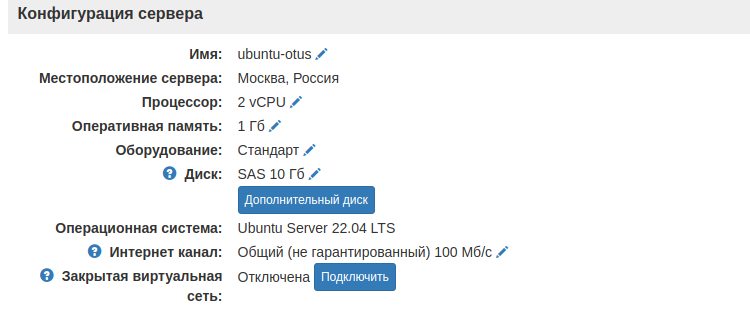 Конфигурация сервера
Имя: ubuntu-otus
Местоположение сервера: Москва, Россия
Процессор: 2 vCPU
Оперативная память: 1 Гб
Оборудование: Стандарт
? Диск: SAS 10 Гб
Дополнительный диск
Операционная система: Ubuntu Server 22.04 LTS
? Интернет канал: Общий (не гарантированный) 100 Мб/с
? Закрытая виртуальная сеть: Отключена Подключить